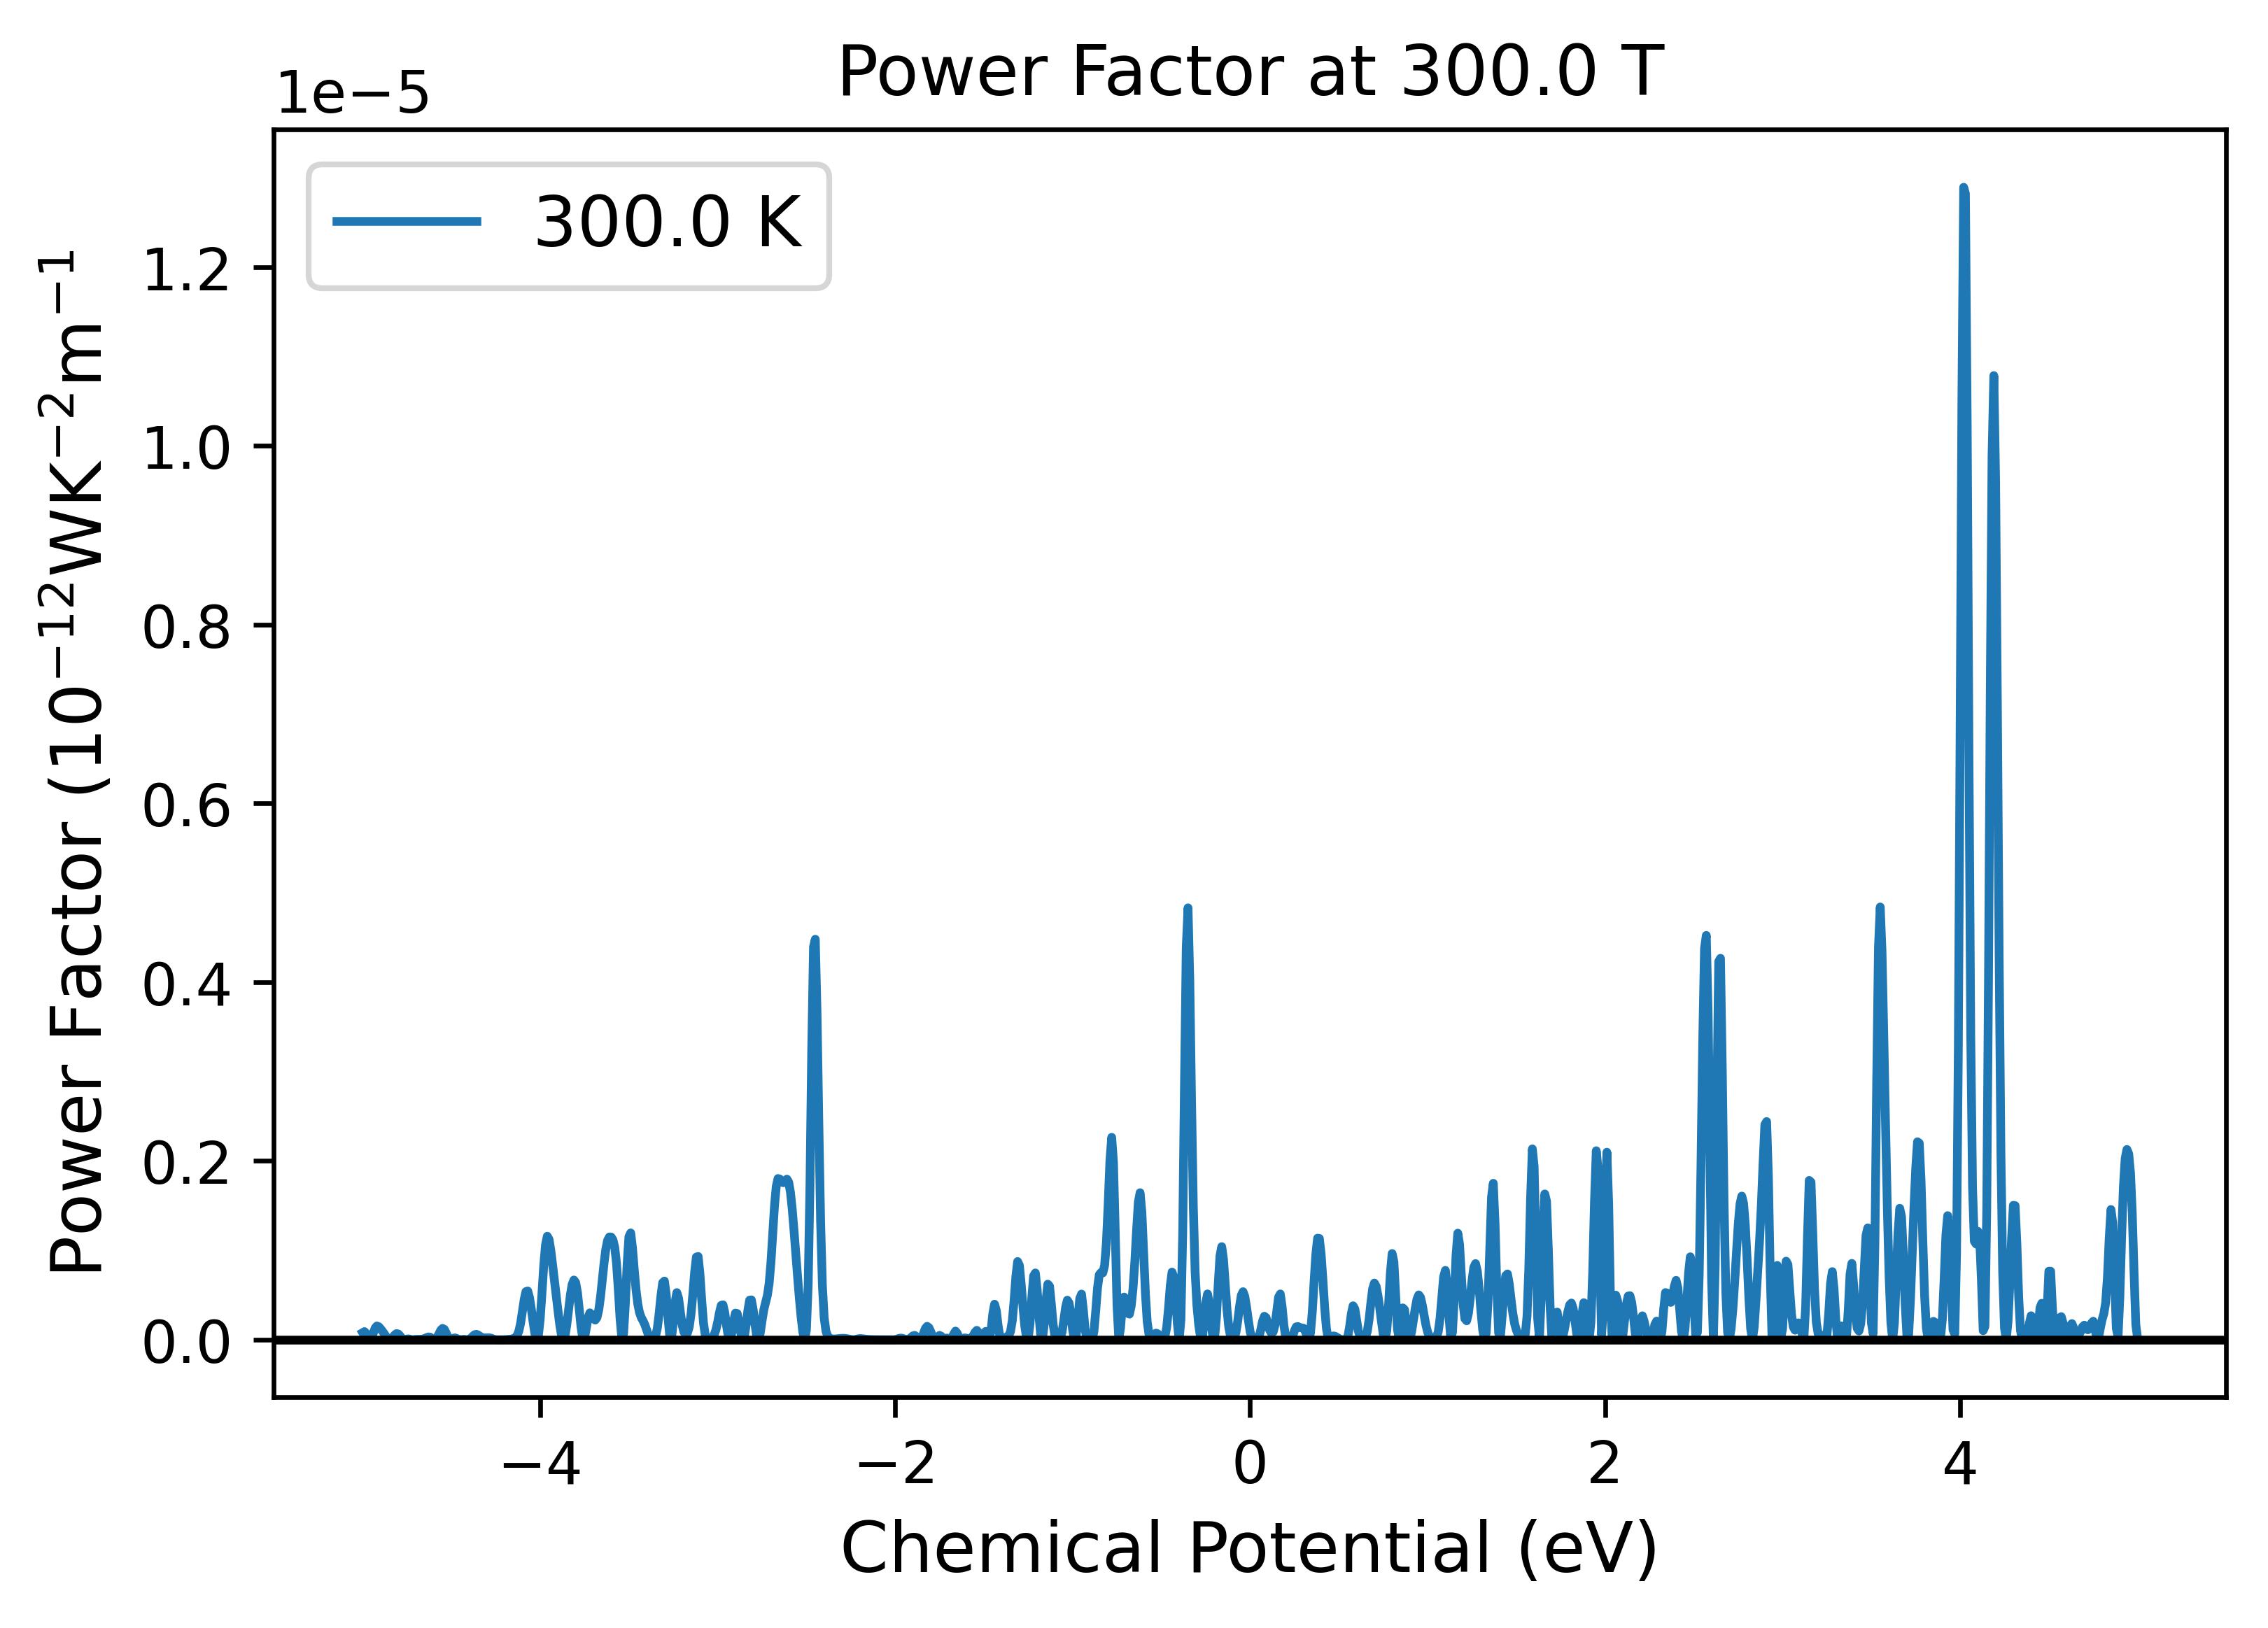 Power Factor at 300.0 T
1e−5
300.0 K
Power Factor (10⁻¹²WK⁻²m⁻¹
1.2
1.0
0.8
0.6
0.4
0.2
0.0
−4
−2
0
2
4
Chemical Potential (eV)